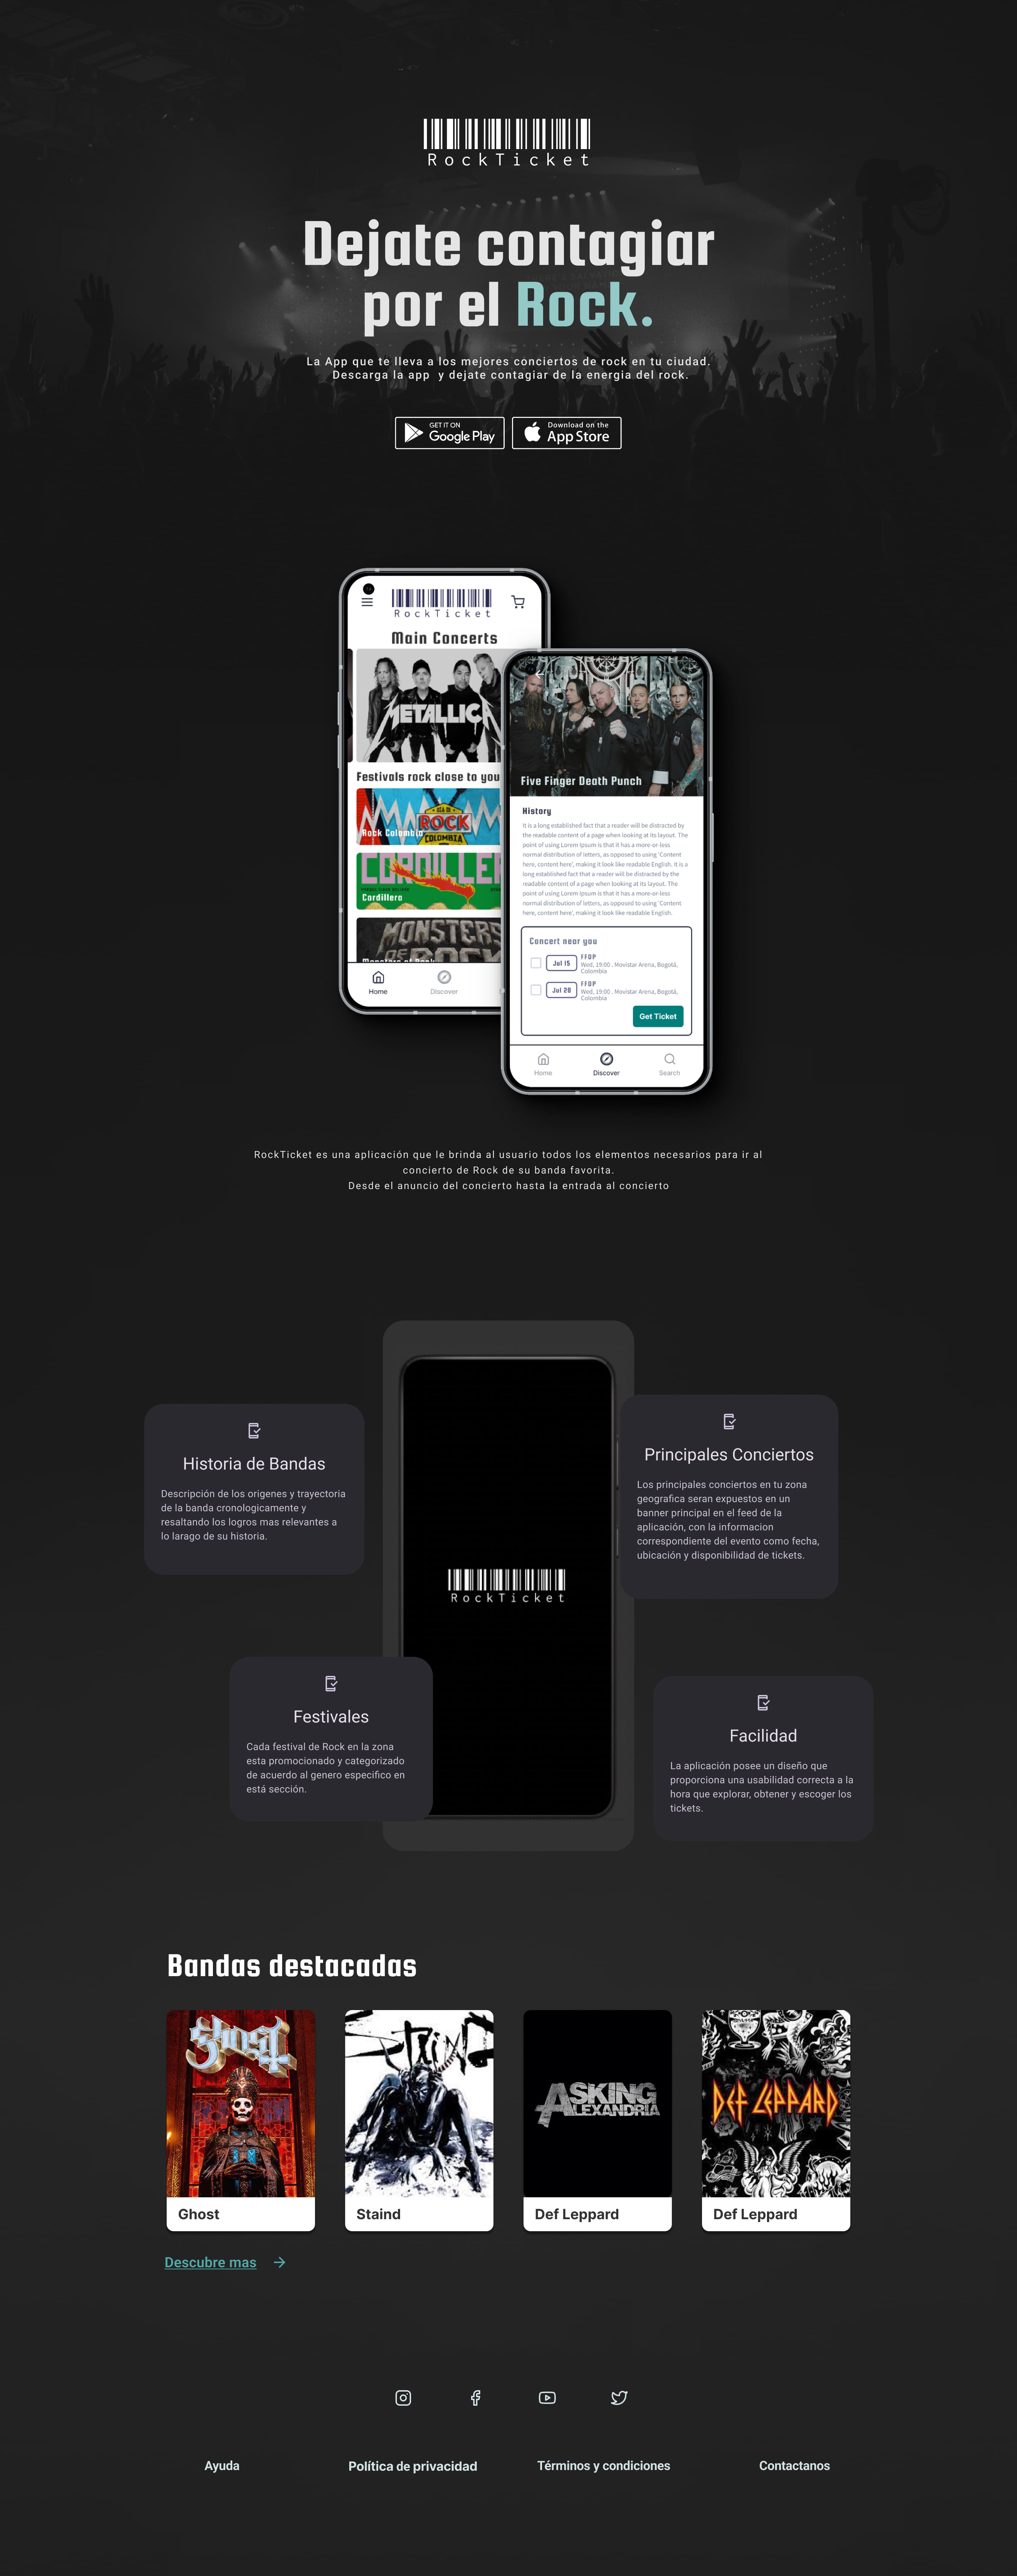 RockTicket
Dejate contagiar
por el Rock.
La App que te lleva a los mejores conciertos de rock en tu ciudad.
Descarga la app y dejate contagiar de la energia del rock.
GET IT ON
Google Play
Download on the
App Store
RockTicket
Main Concerts
METALLICA
Festivals rock close to you
ROCK
COLOMBIA
Rock Colombia
CORDILLER
Cordillera
MONSTERS
OF ROCK
Monsters of Rock
Home
Discover
Five Finger Death Punch
History
It is a long established fact that a reader will be distracted by
the readable content of a page when looking at its layout. The
point of using Lorem Ipsum is that it has a more-or-less
normal distribution of letters, as opposed to using 'Content
here, content here', making it look like readable English. It is a
long established fact that a reader will be distracted by the
readable content of a page when looking at its layout. The
point of using Lorem Ipsum is that it has a more-or-less
normal distribution of letters, as opposed to using 'Content
here, content here', making it look like readable English.
Concert near you
Jul 15
FFDP
Wed, 19:00 . Movistar Arena, Bogotá,
Colombia
Jul 20
FFDP
Wed, 19:00 . Movistar Arena, Bogotá,
Colombia
Get Ticket
Home
Discover
Search
RockTicket es una aplicación que le brinda al usuario todos los elementos necesarios para ir al
concierto de Rock de su banda favorita.
Desde el anuncio del concierto hasta la entrada al concierto
Historia de Bandas
Descripción de los origenes y trayectoria
de la banda cronologicamente y
resaltando los logros mas relevantes a
lo larago de su historia.
Principales Conciertos
Los principales conciertos en tu zona
geografica seran expuestos en un
banner principal en el feed de la
aplicación, con la informacion
correspondiente del evento como fecha,
ubicación y disponibilidad de tickets.
RockTicket
Festivales
Cada festival de Rock en la zona
esta promocionado y categorizado
de acuerdo al genero especifico en
está sección.
Facilidad
La aplicación posee un diseño que
proporciona una usabilidad correcta a la
hora que explorar, obtener y escoger los
tickets.
Bandas destacadas
Ghost
Ghost
Staind
Staind
ASKING
ALEXANDRIA
Def Leppard
DEF LEPPARD
Def Leppard
Descubre mas
Ayuda
Política de privacidad
Términos y condiciones
Contactanos